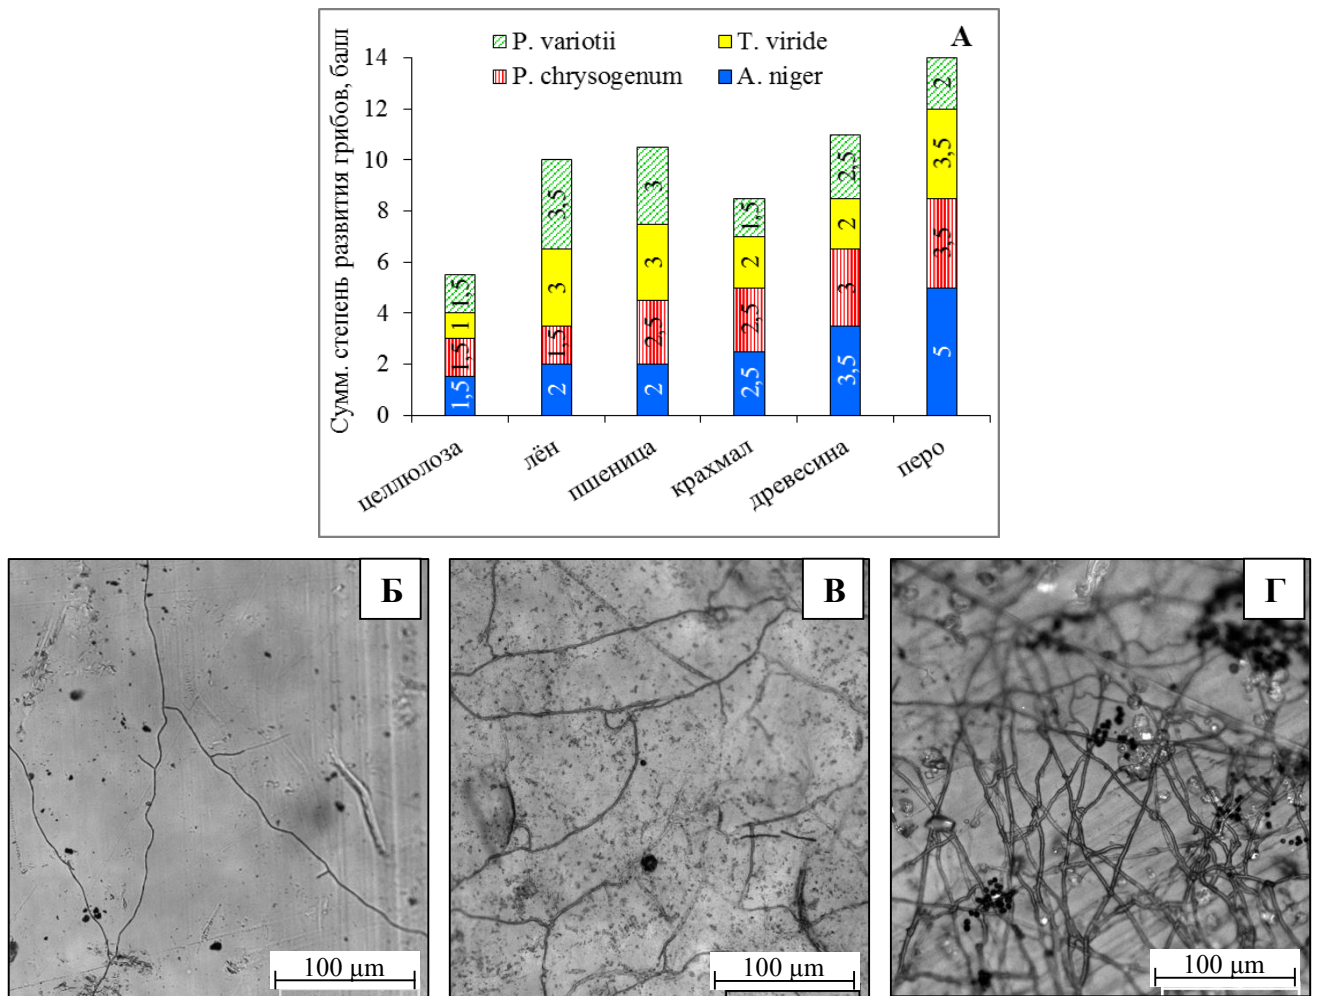 А
P. variotii
T. viride
P. chrysogenum
A. niger
Сумм. степень развития грибов, балл
14
12
10
8
6
4
2
0
1,5 1,5 1 1,5
2 1,5 3 3,5
2 2,5 3 3
2,5 2,5 2 1,5
3,5 3 2 2,5
5 3,5 3,5 2
целлюлоза
лён
пшеница
крахмал
древесина
перо
Б
100 µm
В
100 µm
Г
100 µm